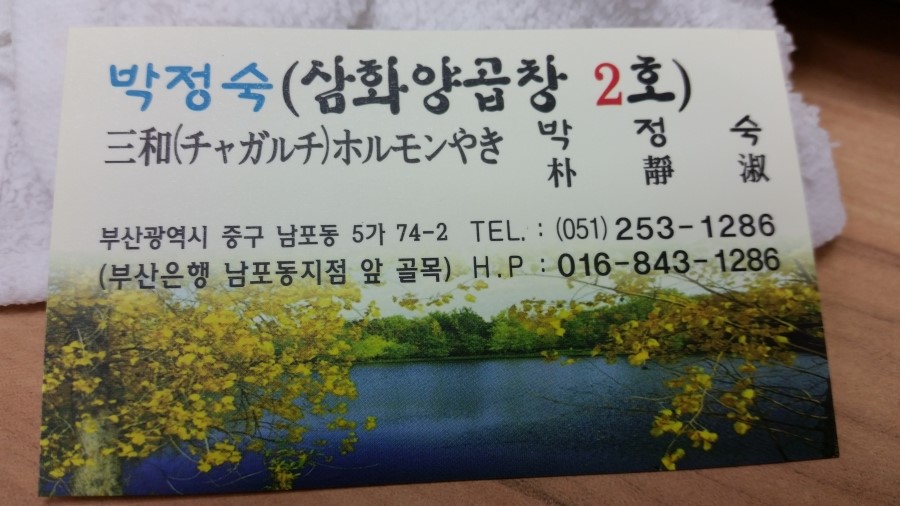 박정숙(삼화양곱창 2호)
三和(チャガルチ)ホルモンやき 박 정 숙
朴 靜 淑
부산광역시 중구 남포동 5가 74-2 TEL. : (051) 253-1286
(부산은행 남포동지점 앞 골목) H.P : 016-843-1286